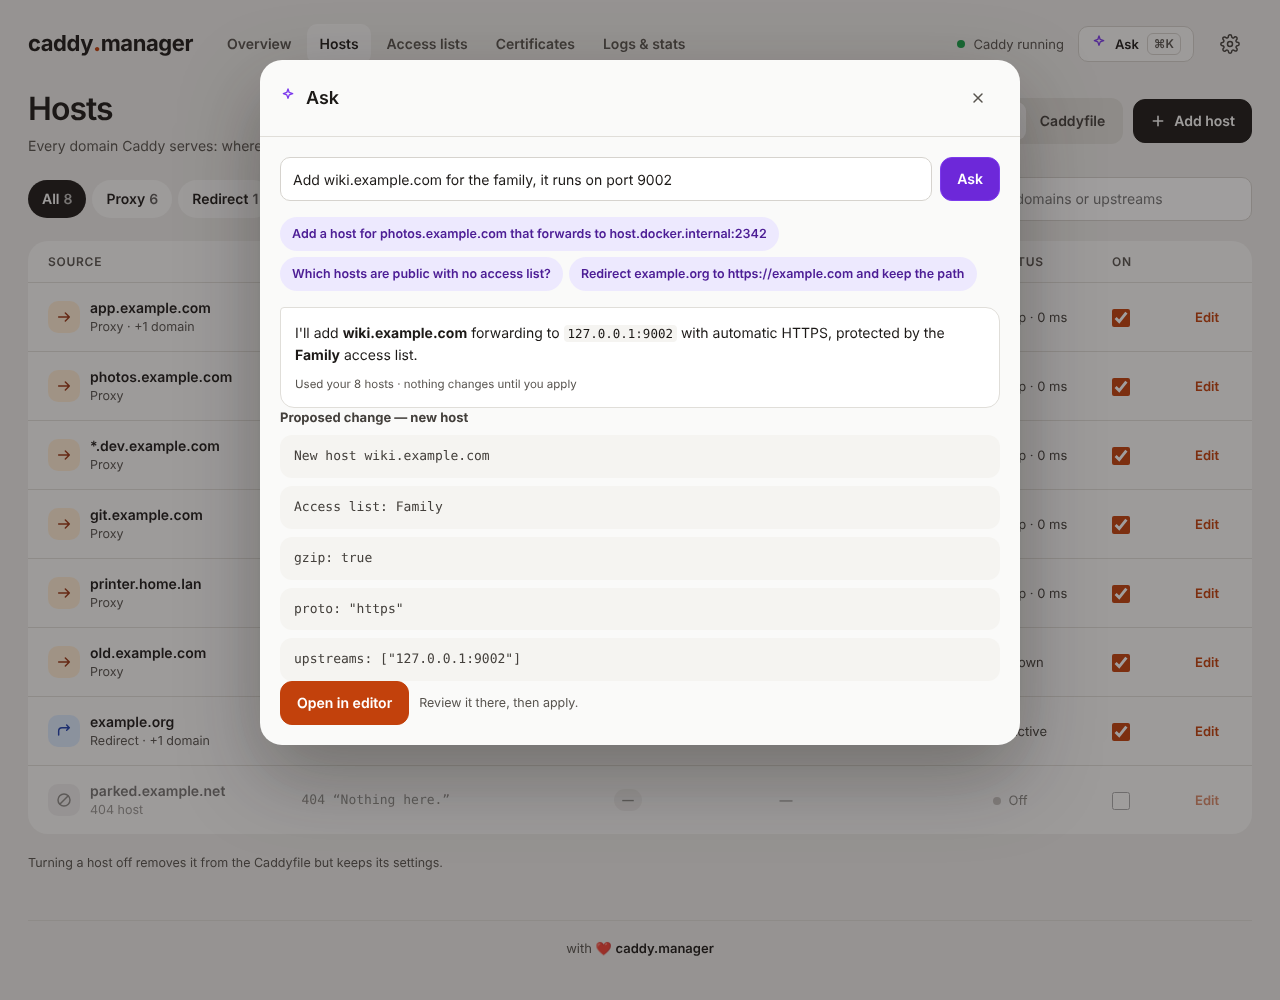 caddy.manager
Overview
Hosts
Access lists
Certificates
Logs & stats
Caddy running
Ask
⌘K
Hosts
Every domain Caddy serves: where
Caddyfile
+ Add host
All 8
Proxy 6
Redirect 1
domains or upstreams
Ask
Add wiki.example.com for the family, it runs on port 9002
Ask
Add a host for photos.example.com that forwards to host.docker.internal:2342
Which hosts are public with no access list?
Redirect example.org to https://example.com and keep the path
I'll add wiki.example.com forwarding to 127.0.0.1:9002 with automatic HTTPS, protected by the
Family access list.
Used your 8 hosts · nothing changes until you apply
Proposed change — new host
New host wiki.example.com
Access list: Family
gzip: true
proto: "https"
upstreams: ["127.0.0.1:9002"]
Open in editor
Review it there, then apply.
SOURCE
ON
app.example.com
Proxy · +1 domain
0 ms
Edit
photos.example.com
Proxy
0 ms
Edit
*.dev.example.com
Proxy
0 ms
Edit
git.example.com
Proxy
0 ms
Edit
printer.home.lan
Proxy
0 ms
Edit
old.example.com
Proxy
Edit
example.org
Redirect · +1 domain
Edit
parked.example.net
404 host
404 “Nothing here.”
—
—
Off
Edit
Turning a host off removes it from the Caddyfile but keeps its settings.
with ❤️ caddy.manager